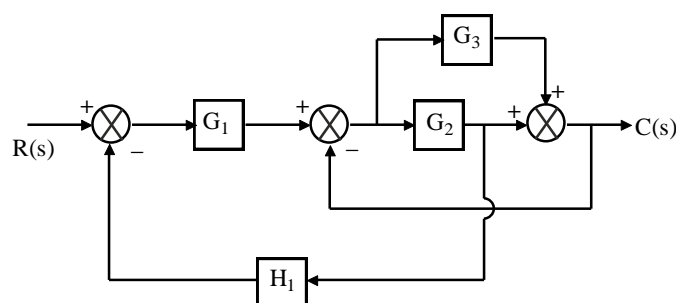 G₃
+
+
+
+
G₁
G₂
C(s)
R(s)
−
−
H₁